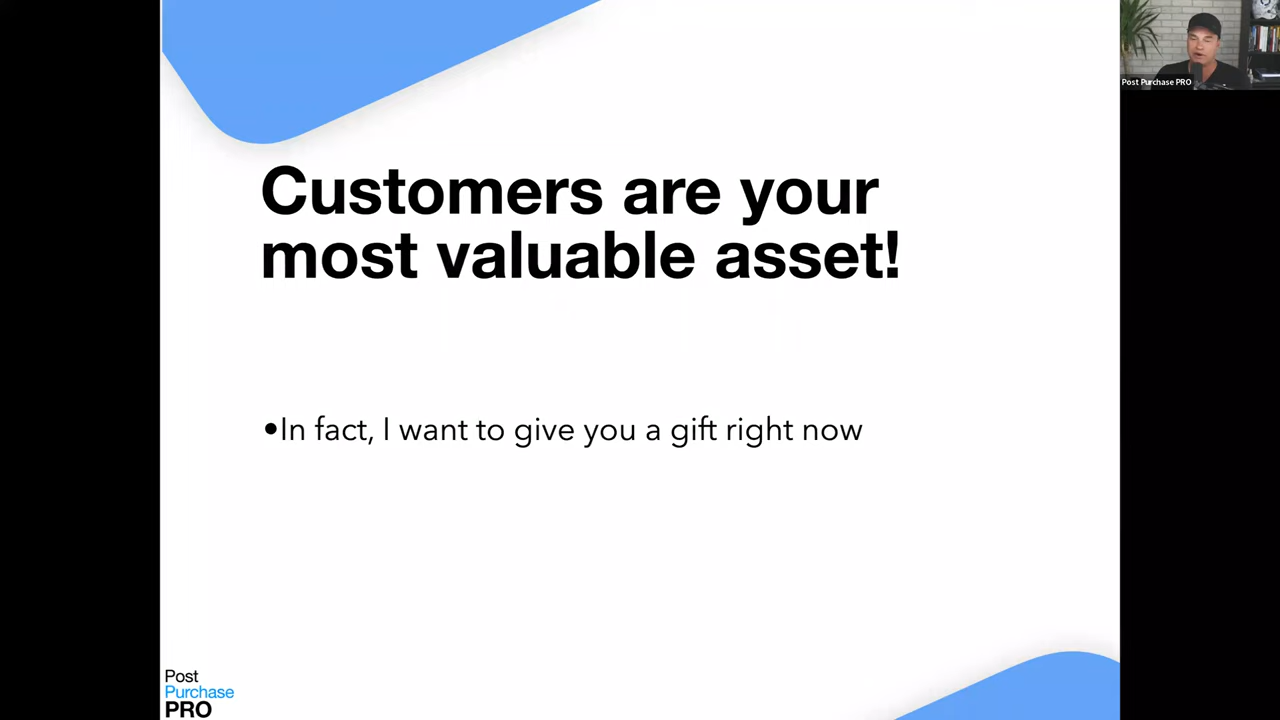 Post Purchase PRO
Customers are your
most valuable asset!
•In fact, I want to give you a gift right now
Post
Purchase
PRO